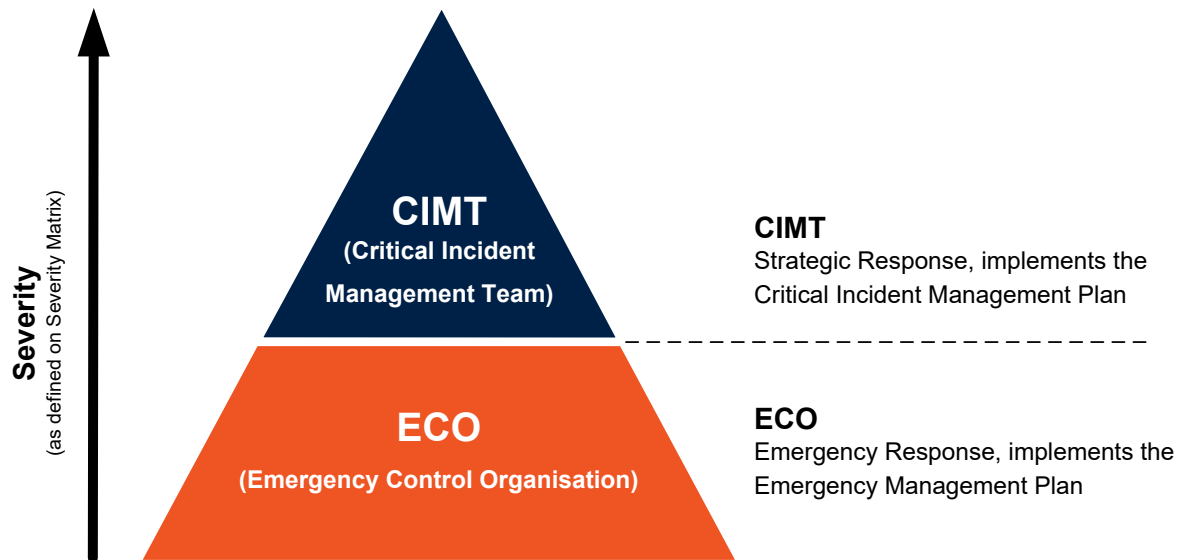 Severity
(as defined on Severity Matrix)
CIMT
(Critical Incident
Management Team)
CIMT
Strategic Response, implements the
Critical Incident Management Plan
ECO
(Emergency Control Organisation)
ECO
Emergency Response, implements the
Emergency Management Plan